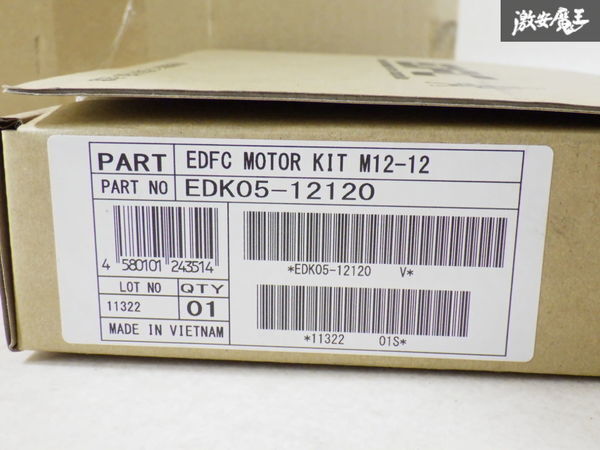 激安魔王
PART EDFC MOTOR KIT M12-12
PART NO EDK05-12120
4 580101 243514
*EDK05-12120 V*
LOT NO QTY
11322 01
*11322 01S*
MADE IN VIETNAM